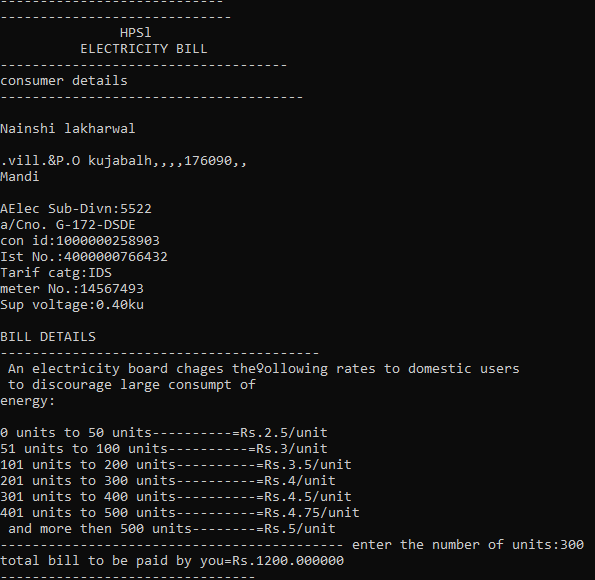 ----------------------------
-----------------------------
HPSl
ELECTRICITY BILL
------------------------------------
consumer details
--------------------------------------
Nainshi lakharwal
.vill.&P.O kujabalh,,,,176090,,
Mandi
AElec Sub-Divn:5522
a/Cno. G-172-DSDE
con id:1000000258903
Ist No.:4000000766432
Tarif catg:IDS
meter No.:14567493
Sup voltage:0.40ku
BILL DETAILS
----------------------------------------
An electricity board chages the♀ollowing rates to domestic users
to discourage large consumpt of
energy:
0 units to 50 units----------=Rs.2.5/unit
51 units to 100 units----------=Rs.3/unit
101 units to 200 units----------=Rs.3.5/unit
201 units to 300 units----------=Rs.4/unit
301 units to 400 units----------=Rs.4.5/unit
401 units to 500 units----------=Rs.4.75/unit
and more then 500 units--------=Rs.5/unit
------------------------------------------- enter the number of units:300
total bill to be paid by you=Rs.1200.000000
--------------------------------